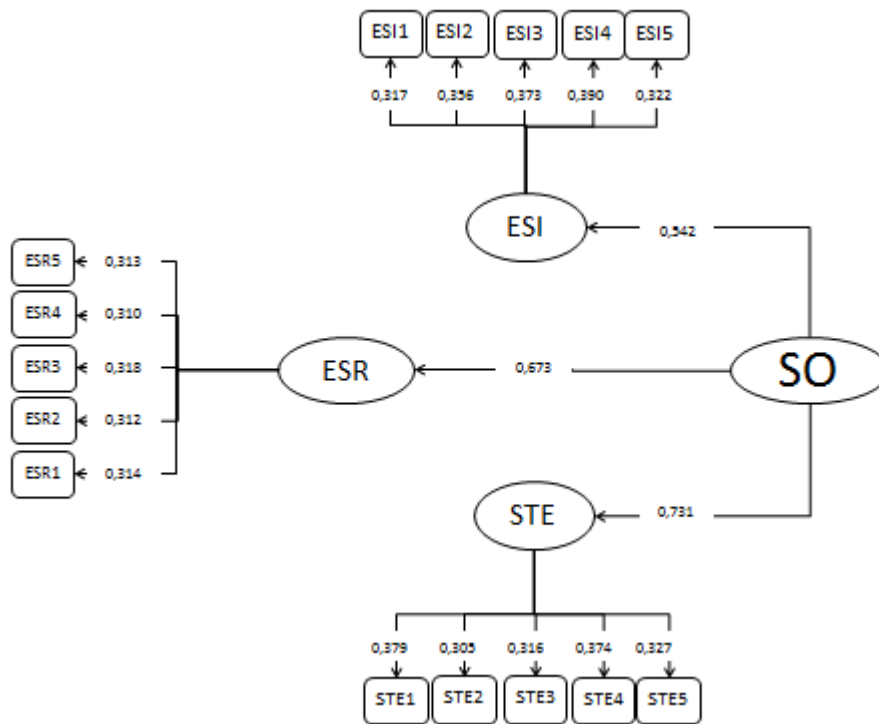 ESI1 ESI2 ESI3 ESI4 ESI5
0,317 0,356 0,373 0,390 0,322
ESI
0,542
ESR5 0,313
ESR4 0,310
ESR3 0,318
ESR2 0,312
ESR1 0,314
ESR
0,673
SO
STE
0,731
0,379 0,305 0,316 0,374 0,327
STE1 STE2 STE3 STE4 STE5